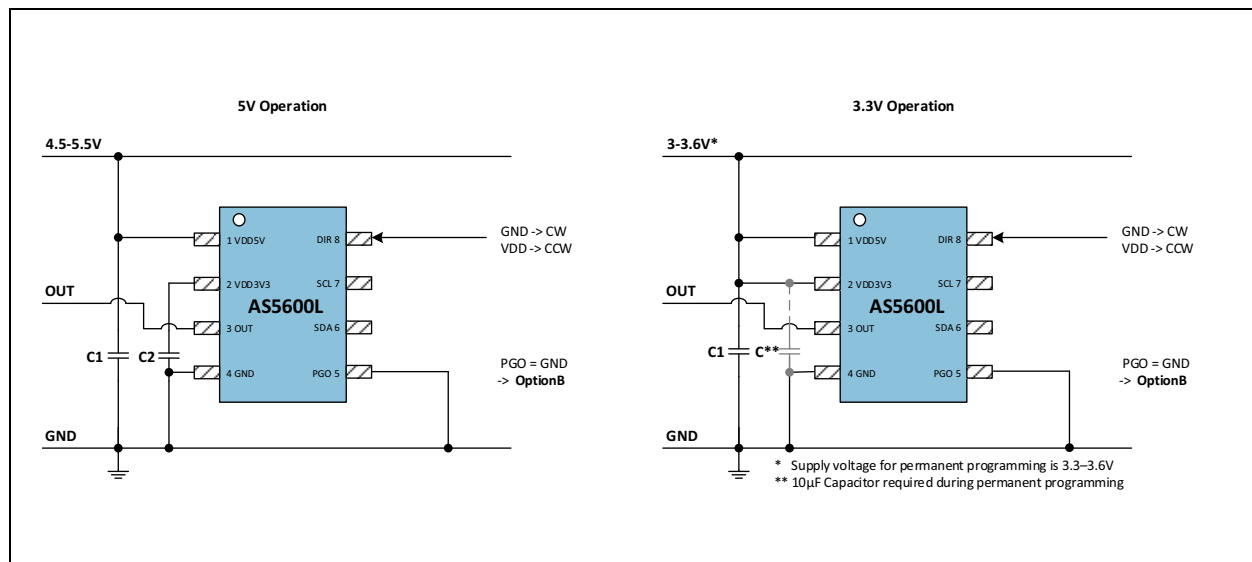 5V Operation
4.5-5.5V
1 VDD5V
DIR 8
GND -> CW
VDD -> CCW
2 VDD3V3
SCL 7
OUT
AS5600L
3 OUT
SDA 6
C1
C2
4 GND
PGO 5
PGO = GND
-> OptionB
GND
3.3V Operation
3-3.6V*
1 VDD5V
DIR 8
GND -> CW
VDD -> CCW
2 VDD3V3
SCL 7
OUT
AS5600L
3 OUT
SDA 6
C1
C**
4 GND
PGO 5
PGO = GND
-> OptionB
GND
* Supply voltage for permanent programming is 3.3–3.6V
** 10µF Capacitor required during permanent programming